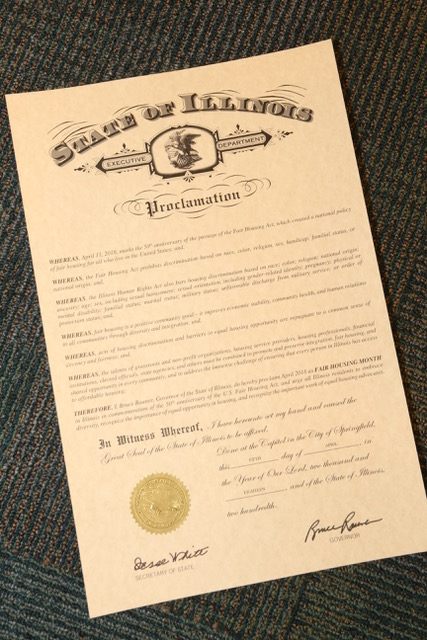 STATE OF ILLINOIS
EXECUTIVE DEPARTMENT
Proclamation
WHEREAS, April 11, 2018, marks the 50th anniversary of the passage of the Fair Housing Act, which created a national policy
of fair housing for all who live in the United States; and,
WHEREAS, the Fair Housing Act prohibits discrimination based on race, color, religion, sex, handicap, familial status, or
national origin; and,
WHEREAS, the Illinois Human Rights Act also bars housing discrimination based on race; color; religion; national origin;
ancestry; age; sex, including sexual harassment; sexual orientation, including gender-related identity; pregnancy; physical or
mental disability; familial status; marital status; military status; unfavorable discharge from military service; or order of
protection status; and,
WHEREAS, fair housing is a positive community good – it improves economic stability, community health, and human relations
in all communities through diversity and integration; and,
WHEREAS, acts of housing discrimination and barriers to equal housing opportunity are repugnant to a common sense of
decency and fairness; and,
WHEREAS, the talents of grassroots and non-profit organizations, housing service providers, housing professionals, financial
institutions, elected officials, state agencies, and others must be combined to promote and preserve integration, fair housing, and
shared opportunity in every community, and to address the immense challenge of ensuring that every person in Illinois has access
to affordable housing;
THEREFORE, I, Bruce Rauner, Governor of the State of Illinois, do hereby proclaim April 2018 as FAIR HOUSING MONTH
in Illinois in commemoration of the 50th anniversary of the U.S. Fair Housing Act, and urge all Illinois residents to embrace
diversity, recognize the importance of equal housing opportunity in housing, and recognize the important work of equal housing advocates.
In Witness Whereof, I have hereunto set my hand and caused the
Great Seal of the State of Illinois to be affixed.
Done at the Capitol in the City of Springfield,
this day of APRIL, in
the Year of Our Lord, two thousand and
EIGHTEEN, and of the State of Illinois,
two hundredth.
Jesse White
SECRETARY OF STATE
Bruce Rauner
GOVERNOR